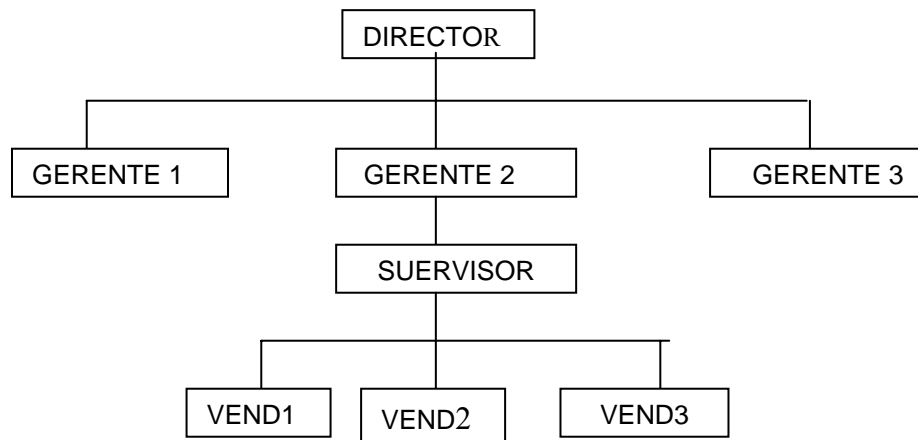 DIRECTOR
GERENTE 1 GERENTE 2 GERENTE 3
SUERVISOR
VEND1 VEND2 VEND3